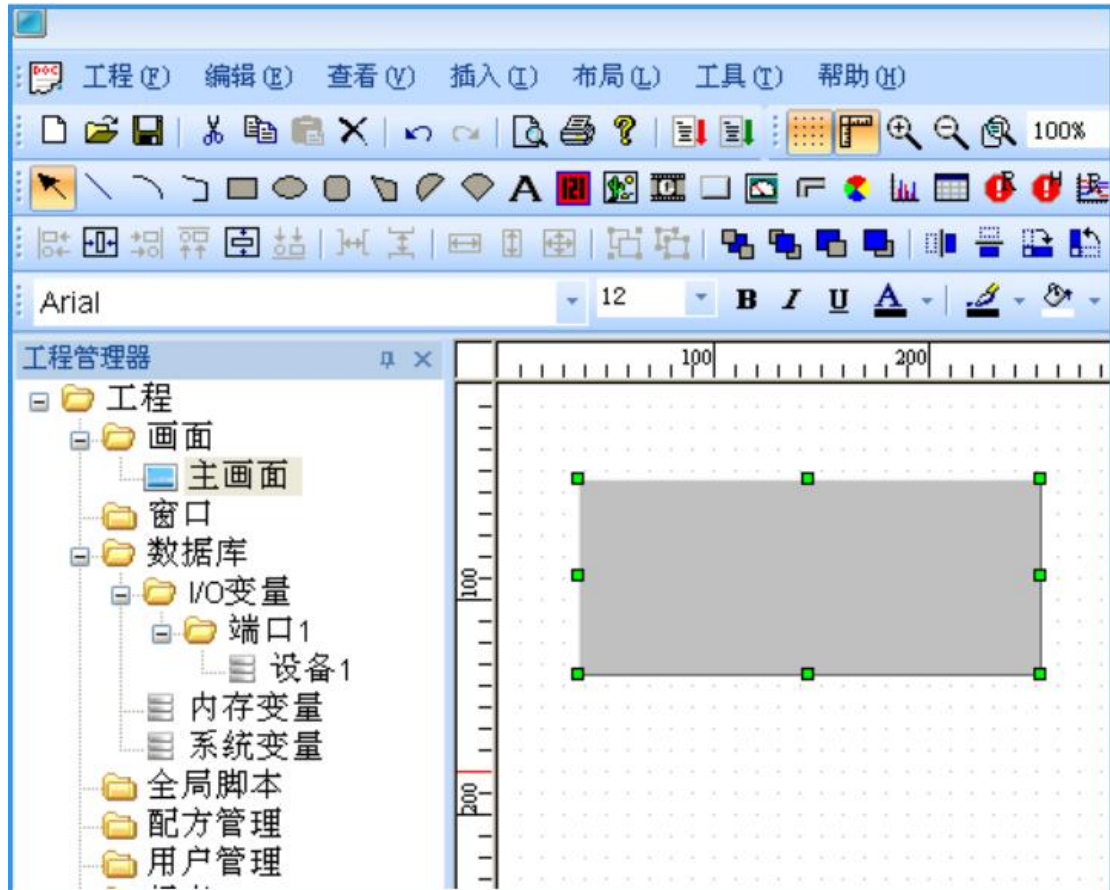 工程(F) 编辑(E) 查看(V) 插入(I) 布局(L) 工具(T) 帮助(H)
100%
A
Arial 12 B I U A
工程管理器
100 200
工程
画面
主画面
窗口
数据库
I/O变量
端口1
设备1
内存变量
系统变量
全局脚本
配方管理
用户管理
100
200